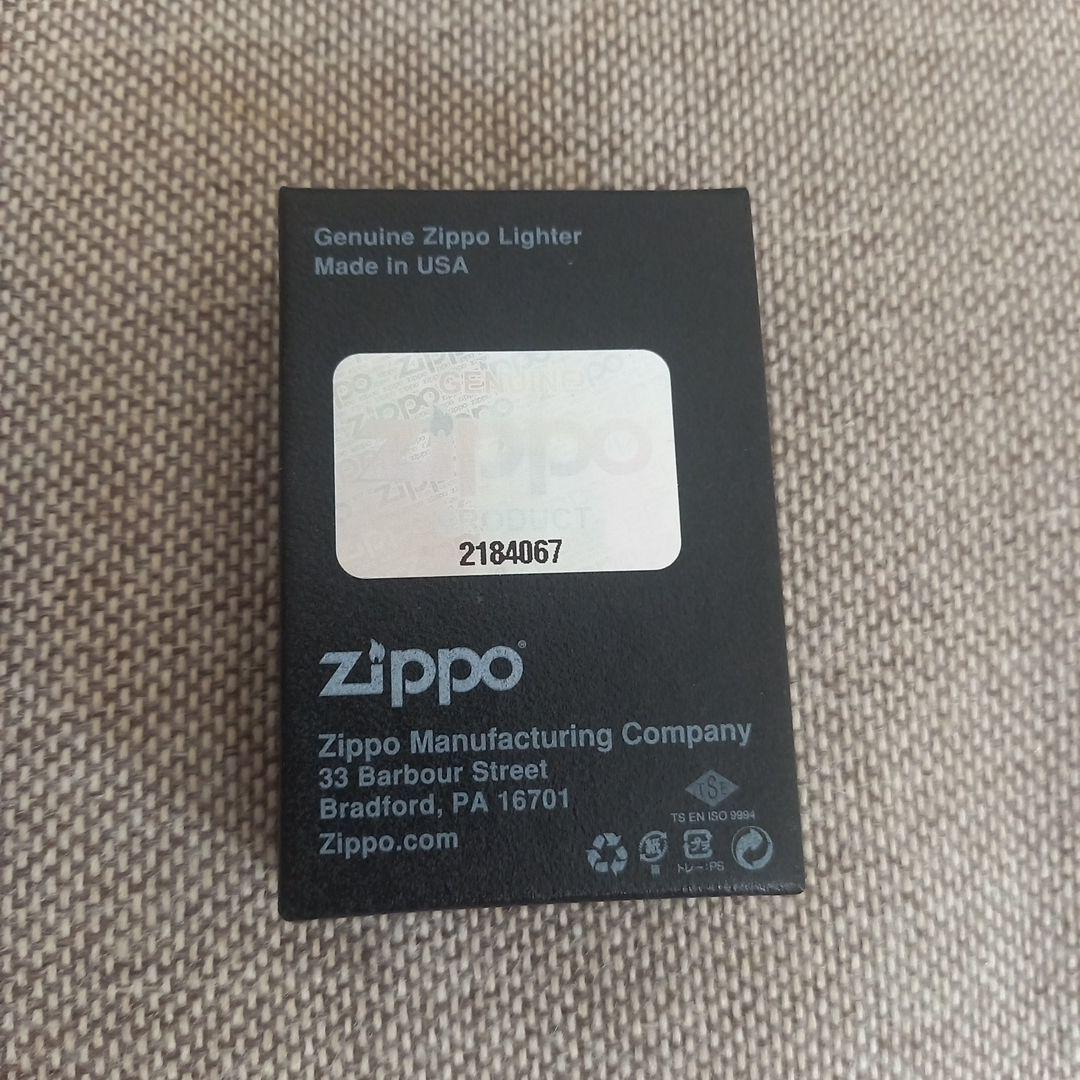 Genuine Zippo Lighter
Made in USA
GENUINE
zippo
PRODUCT
2184067
zippo®
Zippo Manufacturing Company
33 Barbour Street
Bradford, PA 16701
Zippo.com
TSE
TS EN ISO 9994
紙
プラ
トレー:PS